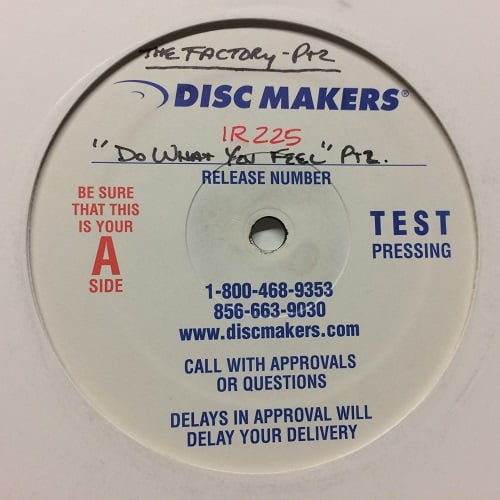 THE FACTORY - Pt2
DISC MAKERS®
IR225
"DO WHAT YOU FEEL" Pt2.
RELEASE NUMBER
BE SURE
THAT THIS
IS YOUR
A
SIDE
TEST
PRESSING
1-800-468-9353
856-663-9030
www.discmakers.com
CALL WITH APPROVALS
OR QUESTIONS
DELAYS IN APPROVAL WILL
DELAY YOUR DELIVERY